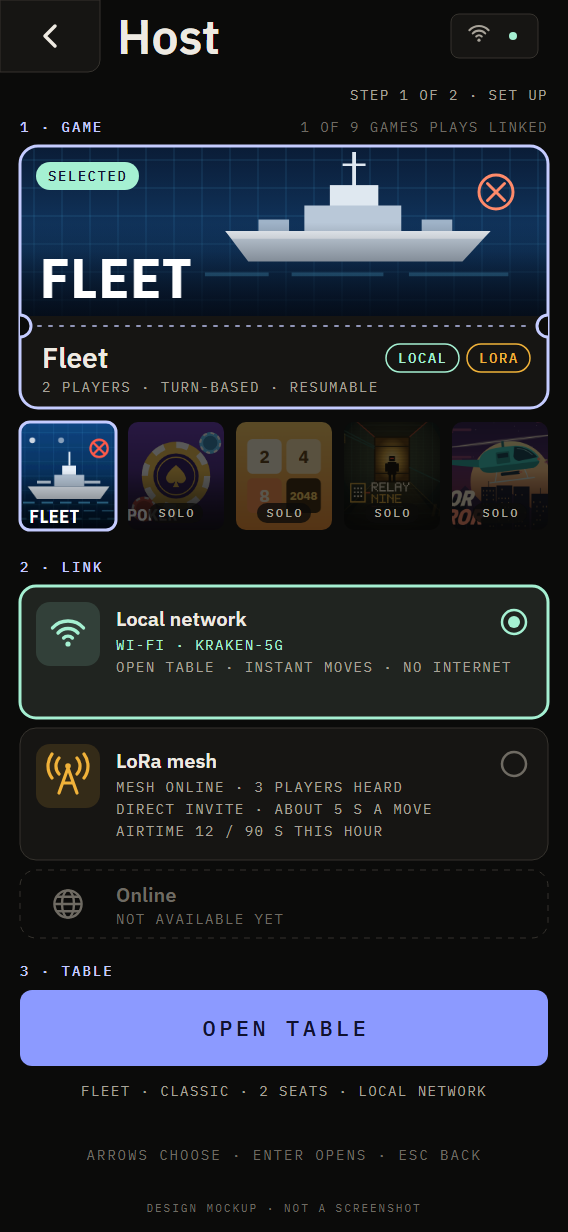 Host
STEP 1 OF 2 · SET UP
1 · GAME
1 OF 9 GAMES PLAYS LINKED
SELECTED
FLEET
Fleet
LOCAL
LORA
2 PLAYERS · TURN-BASED · RESUMABLE
FLEET
SOLO
2 4
8 2048
SOLO
RELAY
NINE
SOLO
SOLO
2 · LINK
Local network
WI-FI · KRAKEN-5G
OPEN TABLE · INSTANT MOVES · NO INTERNET
LoRa mesh
MESH ONLINE · 3 PLAYERS HEARD
DIRECT INVITE · ABOUT 5 S A MOVE
AIRTIME 12 / 90 S THIS HOUR
Online
NOT AVAILABLE YET
3 · TABLE
OPEN TABLE
FLEET · CLASSIC · 2 SEATS · LOCAL NETWORK
ARROWS CHOOSE · ENTER OPENS · ESC BACK
DESIGN MOCKUP · NOT A SCREENSHOT